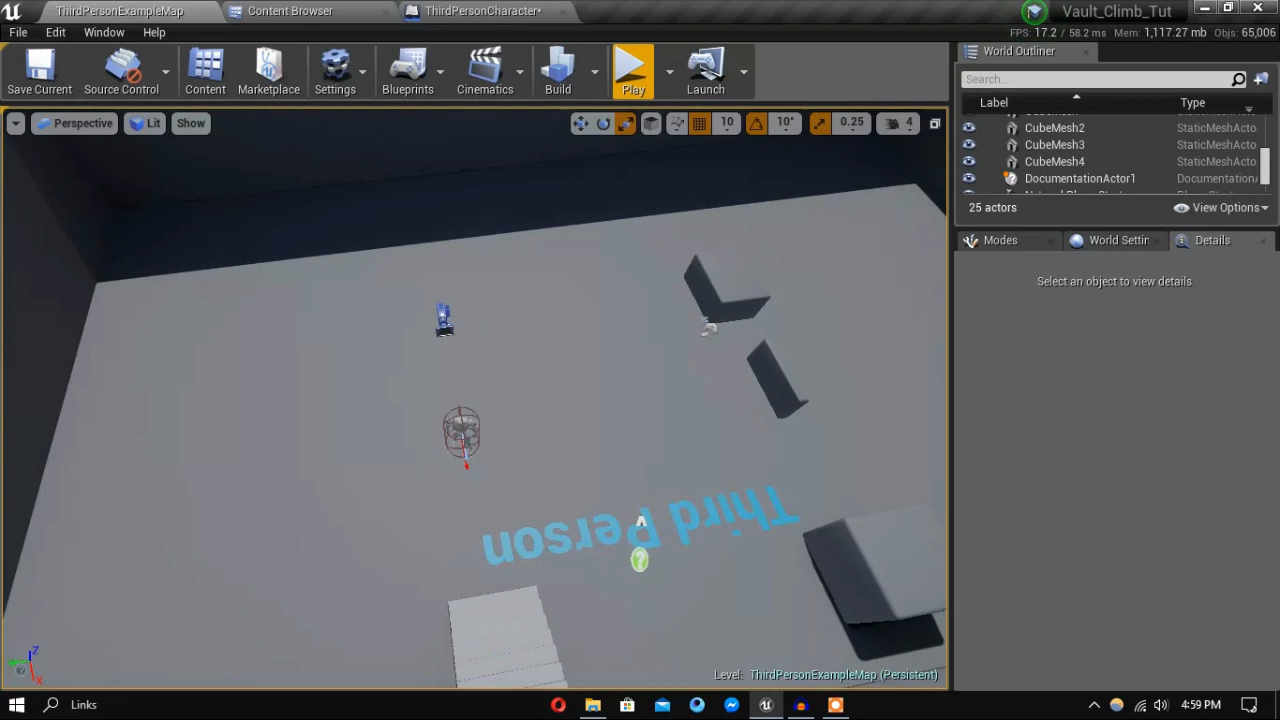 ThirdPersonExampleMap
Content Browser
ThirdPersonCharacter*
Vault_Climb_Tut
File
Edit
Window
Help
FPS: 17.2 / 58.2 ms Mem: 1,117.27 mb Objs: 65,006
Save Current
Source Control
Content
Marketplace
Settings
Blueprints
Cinematics
Build
Play
Launch
World Outliner
Search...
Label
Type
CubeMesh2
StaticMeshActo
CubeMesh3
StaticMeshActo
CubeMesh4
StaticMeshActo
DocumentationActor1
Documentation
25 actors
View Options
Perspective
Lit
Show
10
10°
0.25
4
Modes
World Settin
Details
Select an object to view details.
Third Person
Z
X
Level: ThirdPersonExampleMap (Persistent)
Links
4:59 PM